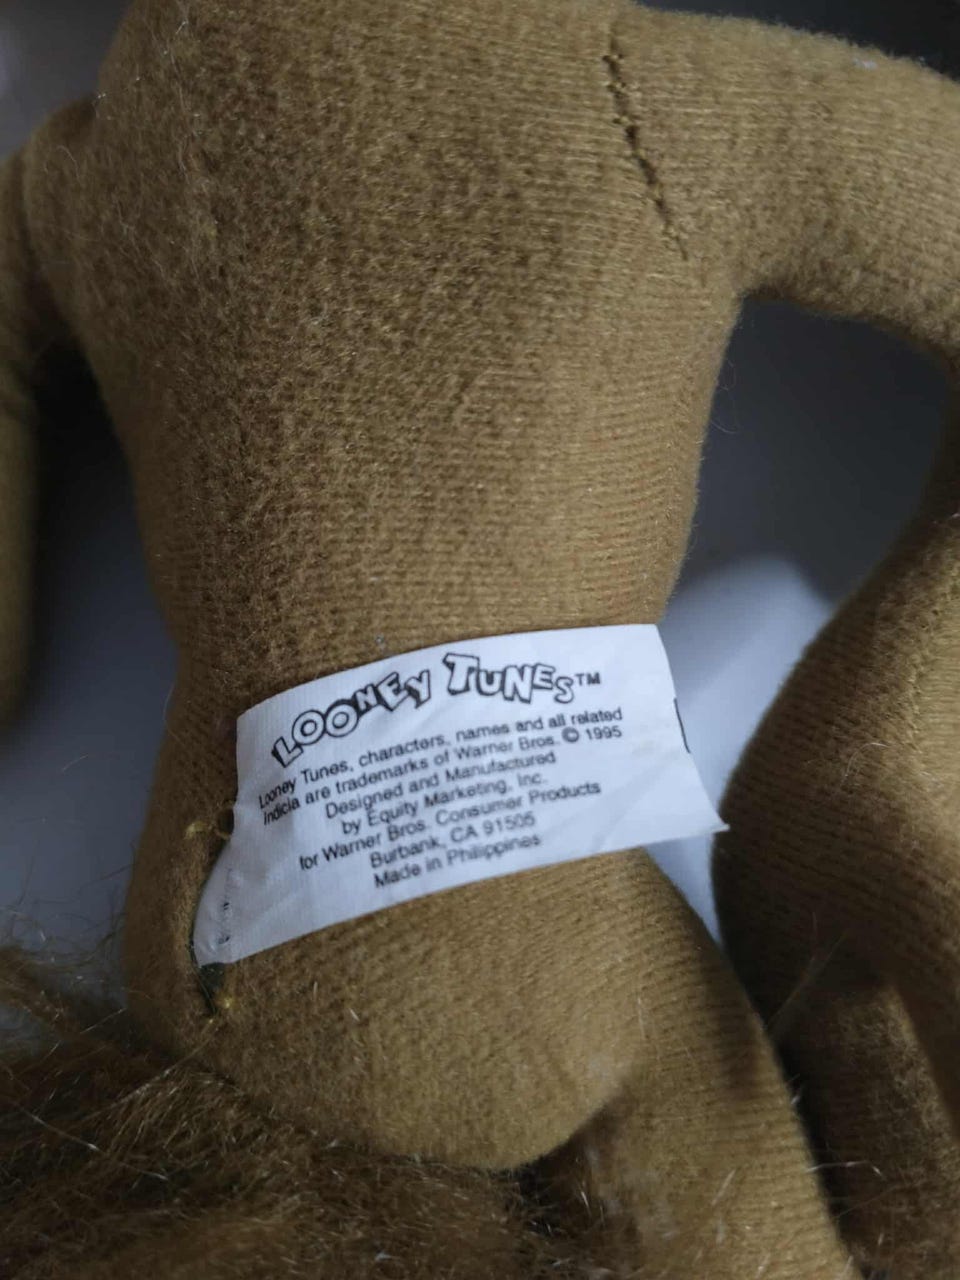 LOONEY TUNES™
Looney Tunes, characters, names and all related
indicia are trademarks of Warner Bros. © 1995
Designed and Manufactured
by Equity Marketing, Inc.
for Warner Bros. Consumer Products
Burbank, CA 91505
Made in Philippines